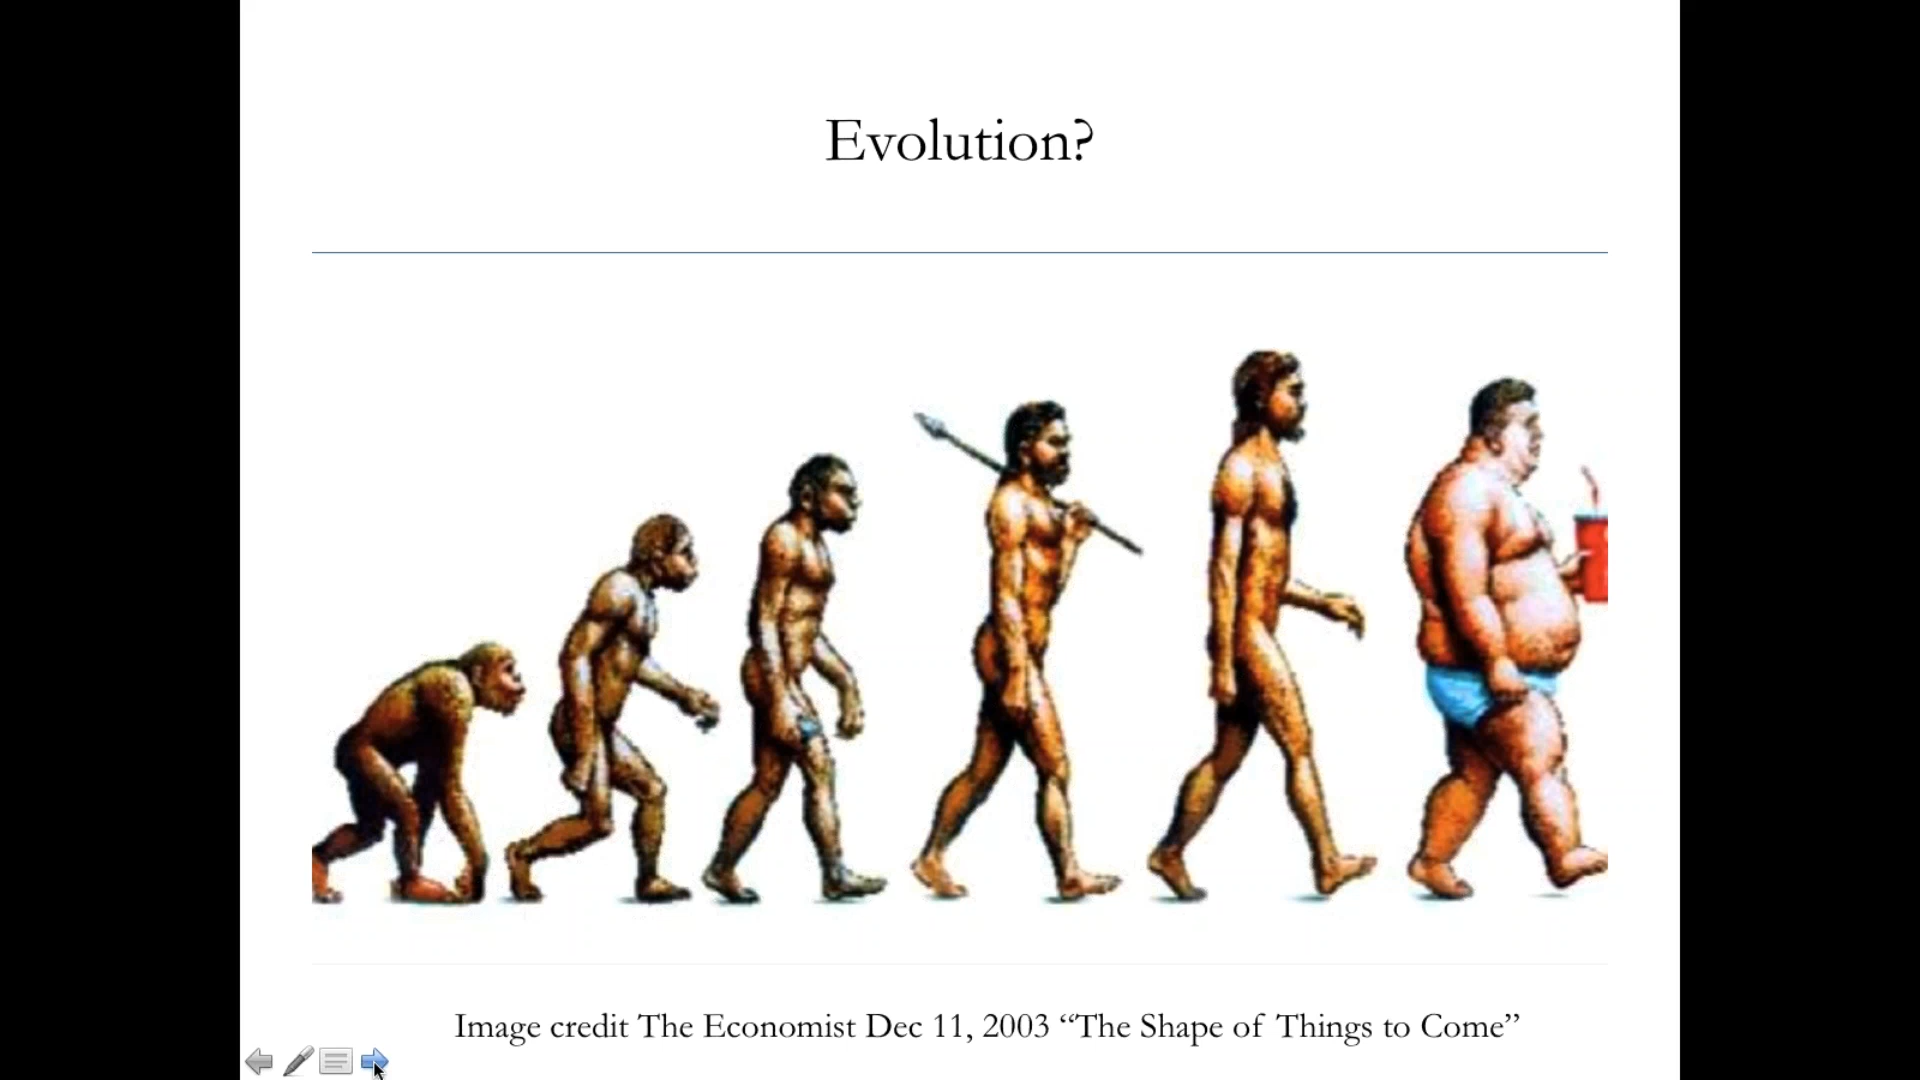 Evolution?
Image credit The Economist Dec 11, 2003 “The Shape of Things to Come”